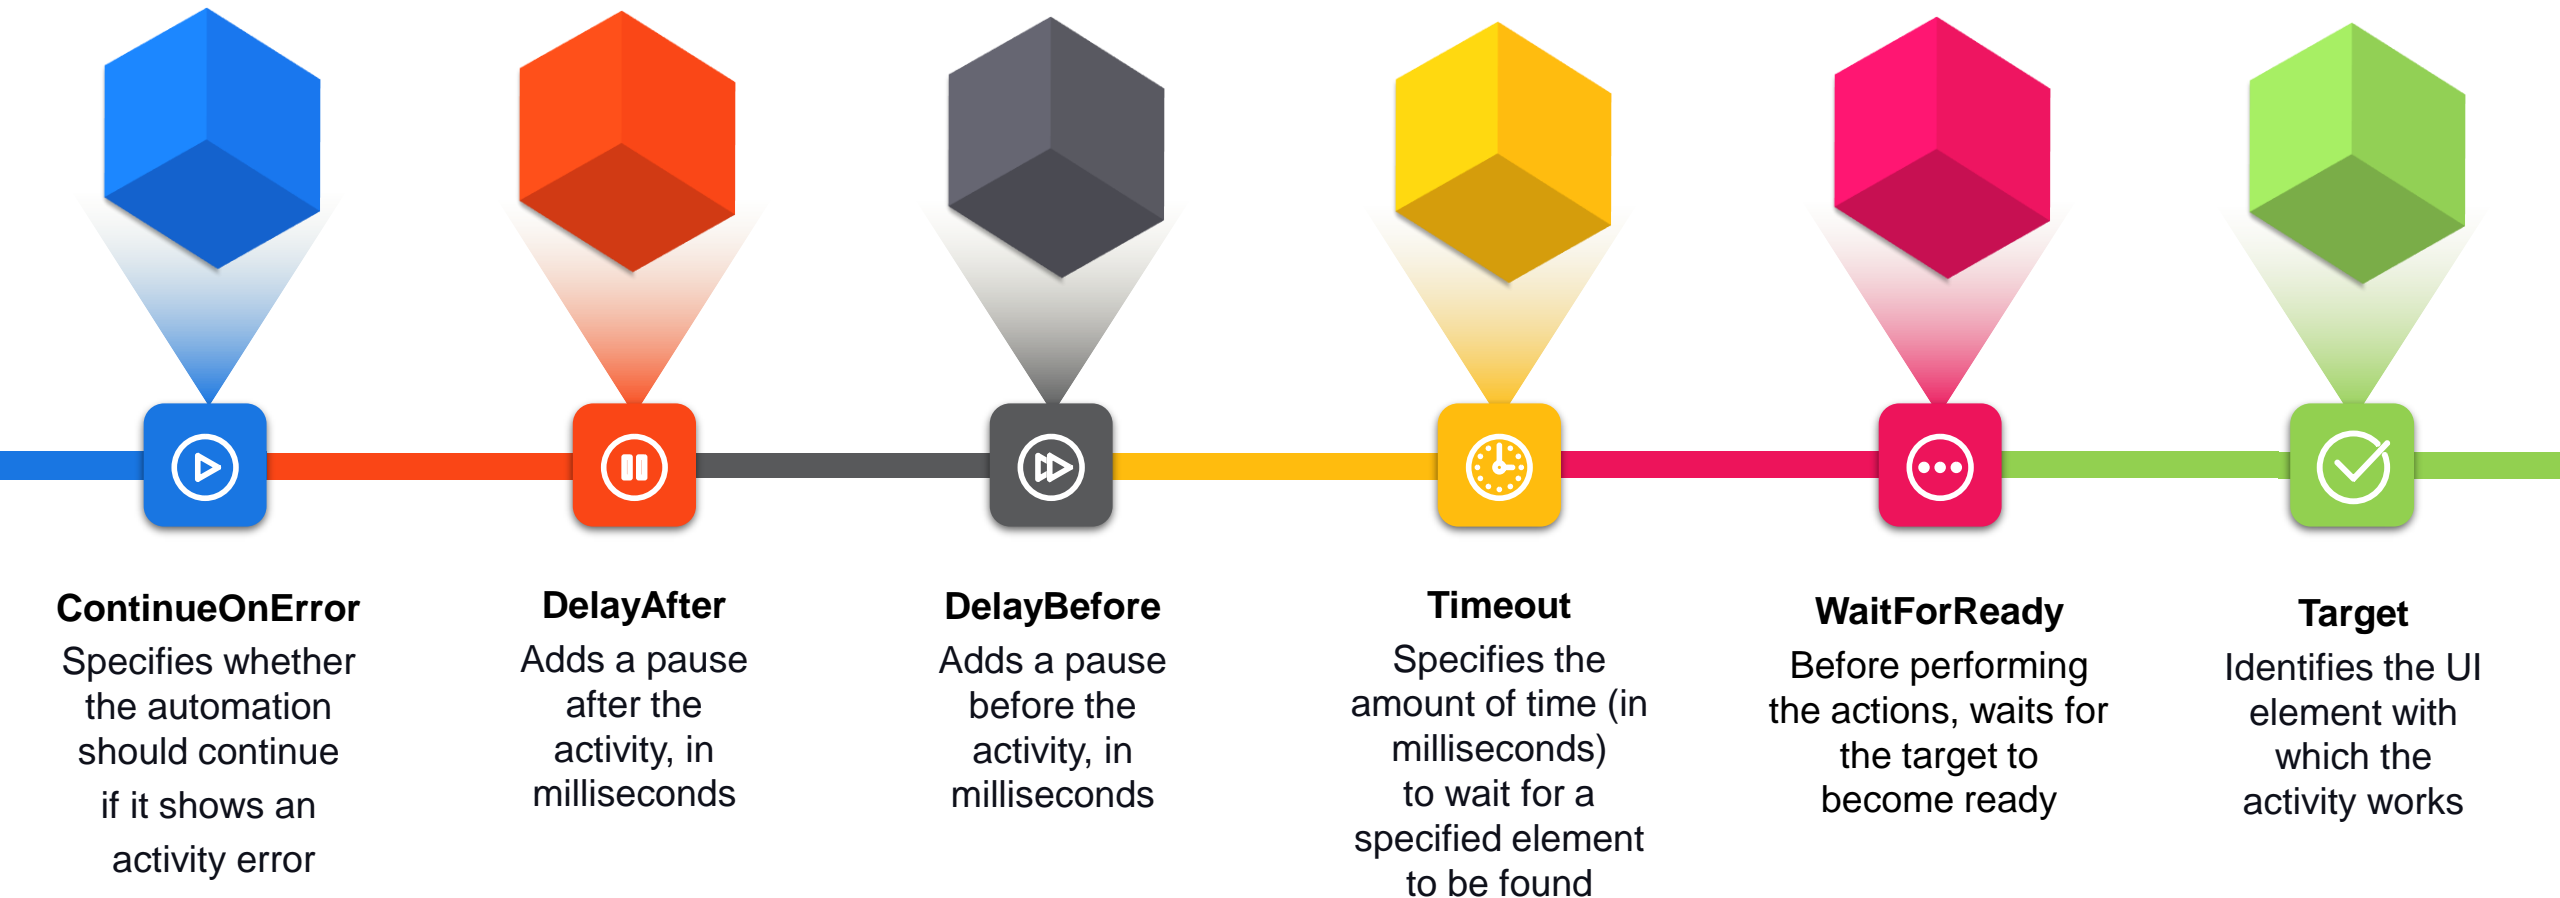 ContinueOnError
Specifies whether
the automation
should continue
if it shows an
activity error
DelayAfter
Adds a pause
after the
activity, in
milliseconds
DelayBefore
Adds a pause
before the
activity, in
milliseconds
Timeout
Specifies the
amount of time (in
milliseconds)
to wait for a
specified element
to be found
WaitForReady
Before performing
the actions, waits for
the target to
become ready
Target
Identifies the UI
element with
which the
activity works